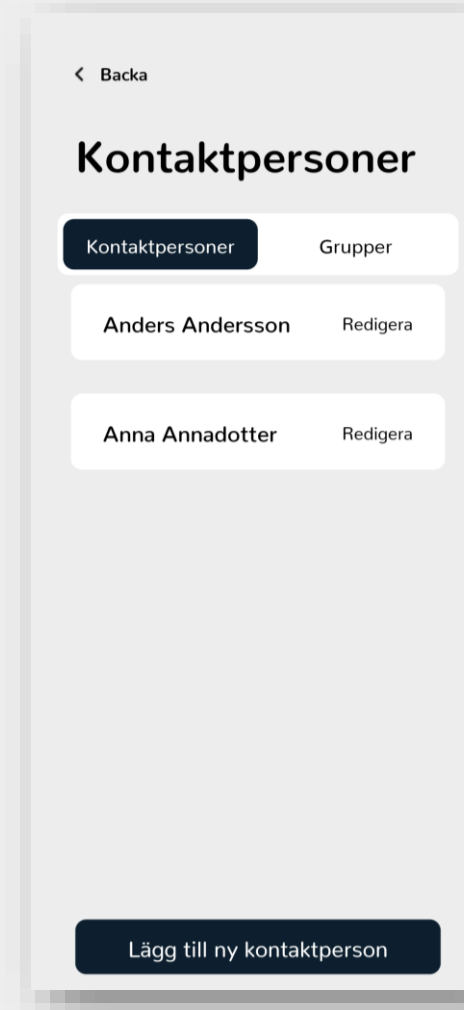 Backa
Kontaktpersoner
Kontaktpersoner Grupper
Anders Andersson Redigera
Anna Annadotter Redigera
Lägg till ny kontaktperson